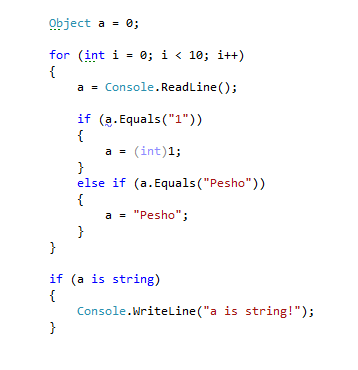 Object a = 0;
for (int i = 0; i < 10; i++)
{
a = Console.ReadLine();
if (a.Equals("1"))
{
a = (int)1;
}
else if (a.Equals("Pesho"))
{
a = "Pesho";
}
}
if (a is string)
{
Console.WriteLine("a is string!");
}